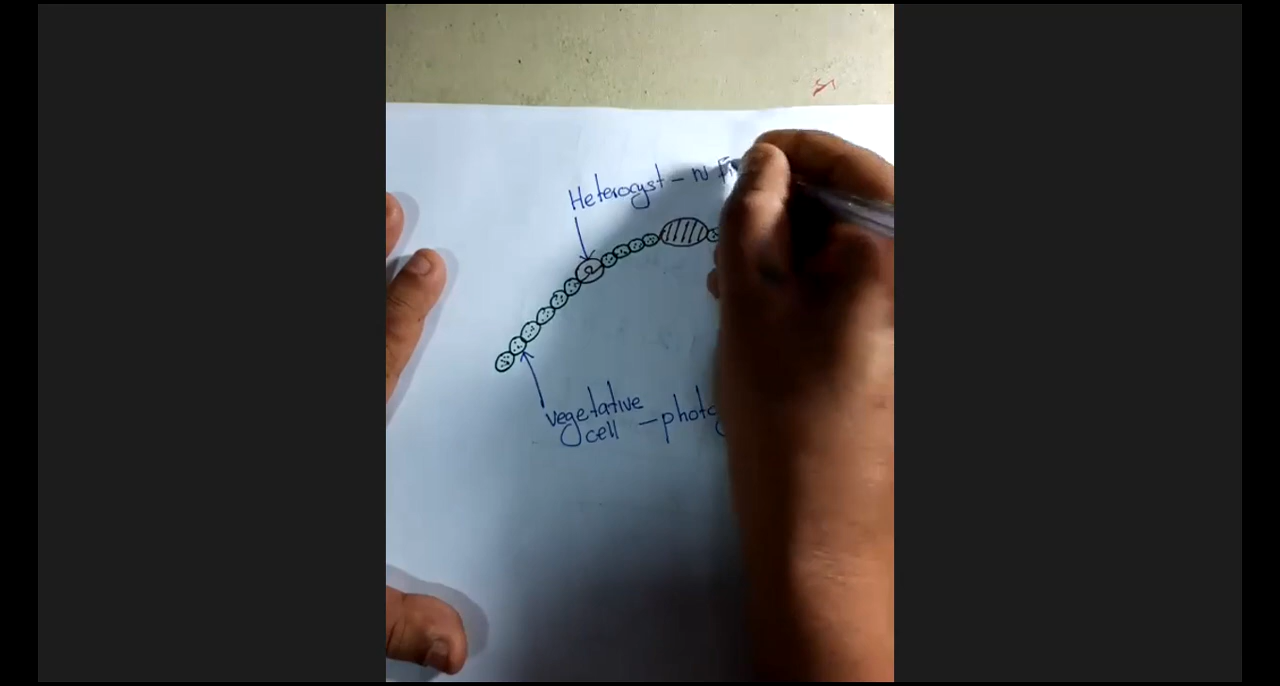 Heterocyst – N
vegetative
cell – photo